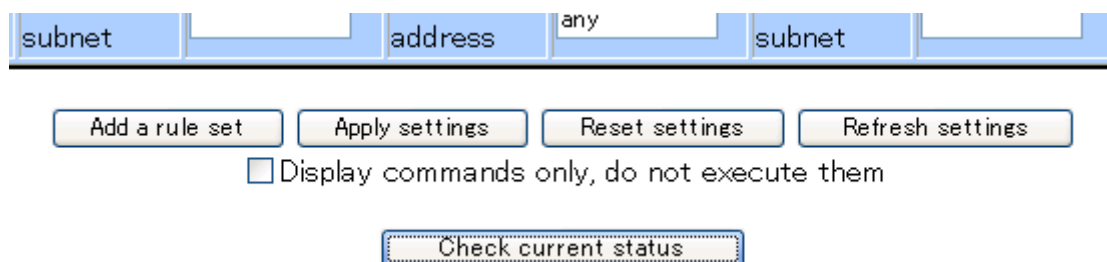 any
subnet address subnet
Add a rule set Apply settings Reset settings Refresh settings
Display commands only, do not execute them
Check current status